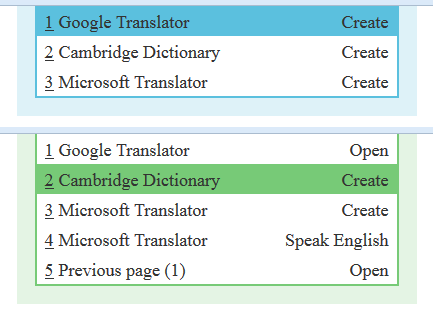 1 Google Translator Create
2 Cambridge Dictionary Create
3 Microsoft Translator Create
1 Google Translator Open
2 Cambridge Dictionary Create
3 Microsoft Translator Create
4 Microsoft Translator Speak English
5 Previous page (1) Open